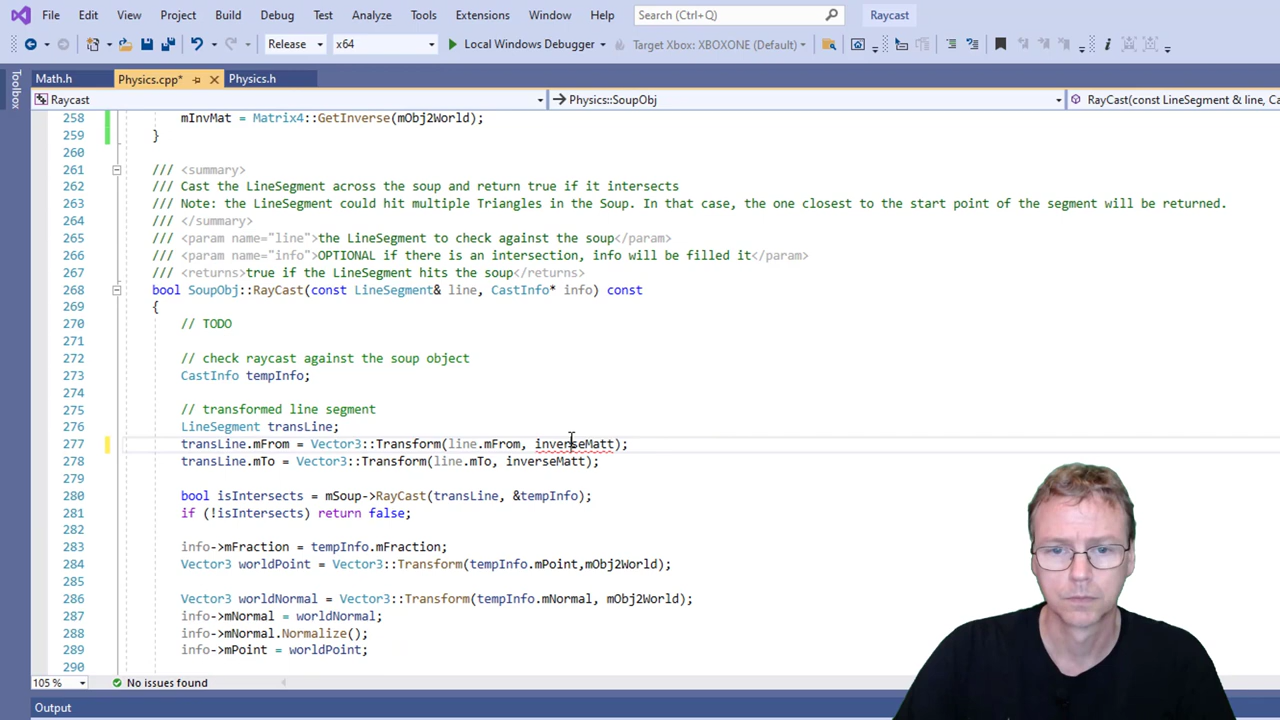 File Edit View Project Build Debug Test Analyze Tools Extensions Window Help Search (Ctrl+Q) Raycast
Release x64 Local Windows Debugger Target Xbox: XBOXONE (Default)
Toolbox
Math.h Physics.cpp* Physics.h
Raycast Physics::SoupObj RayCast(const LineSegment & line, Ca
258 mInvMat = Matrix4::GetInverse(mObj2World);
259 }
260
261 /// <summary>
262 /// Cast the LineSegment across the soup and return true if it intersects
263 /// Note: the LineSegment could hit multiple Triangles in the Soup. In that case, the one closest to the start point of the segment will be returned.
264 /// </summary>
265 /// <param name="line">the LineSegment to check against the soup</param>
266 /// <param name="info">OPTIONAL if there is an intersection, info will be filled it</param>
267 /// <returns>true if the LineSegment hits the soup</returns>
268 bool SoupObj::RayCast(const LineSegment& line, CastInfo* info) const
269 {
270 // TODO
271
272 // check raycast against the soup object
273 CastInfo tempInfo;
274
275 // transformed line segment
276 LineSegment transLine;
277 transLine.mFrom = Vector3::Transform(line.mFrom, inverseMatt);
278 transLine.mTo = Vector3::Transform(line.mTo, inverseMatt);
279
280 bool isIntersects = mSoup->RayCast(transLine, &tempInfo);
281 if (!isIntersects) return false;
282
283 info->mFraction = tempInfo.mFraction;
284 Vector3 worldPoint = Vector3::Transform(tempInfo.mPoint,mObj2World);
285
286 Vector3 worldNormal = Vector3::Transform(tempInfo.mNormal, mObj2World);
287 info->mNormal = worldNormal;
288 info->mNormal.Normalize();
289 info->mPoint = worldPoint;
290
105 % No issues found
Output